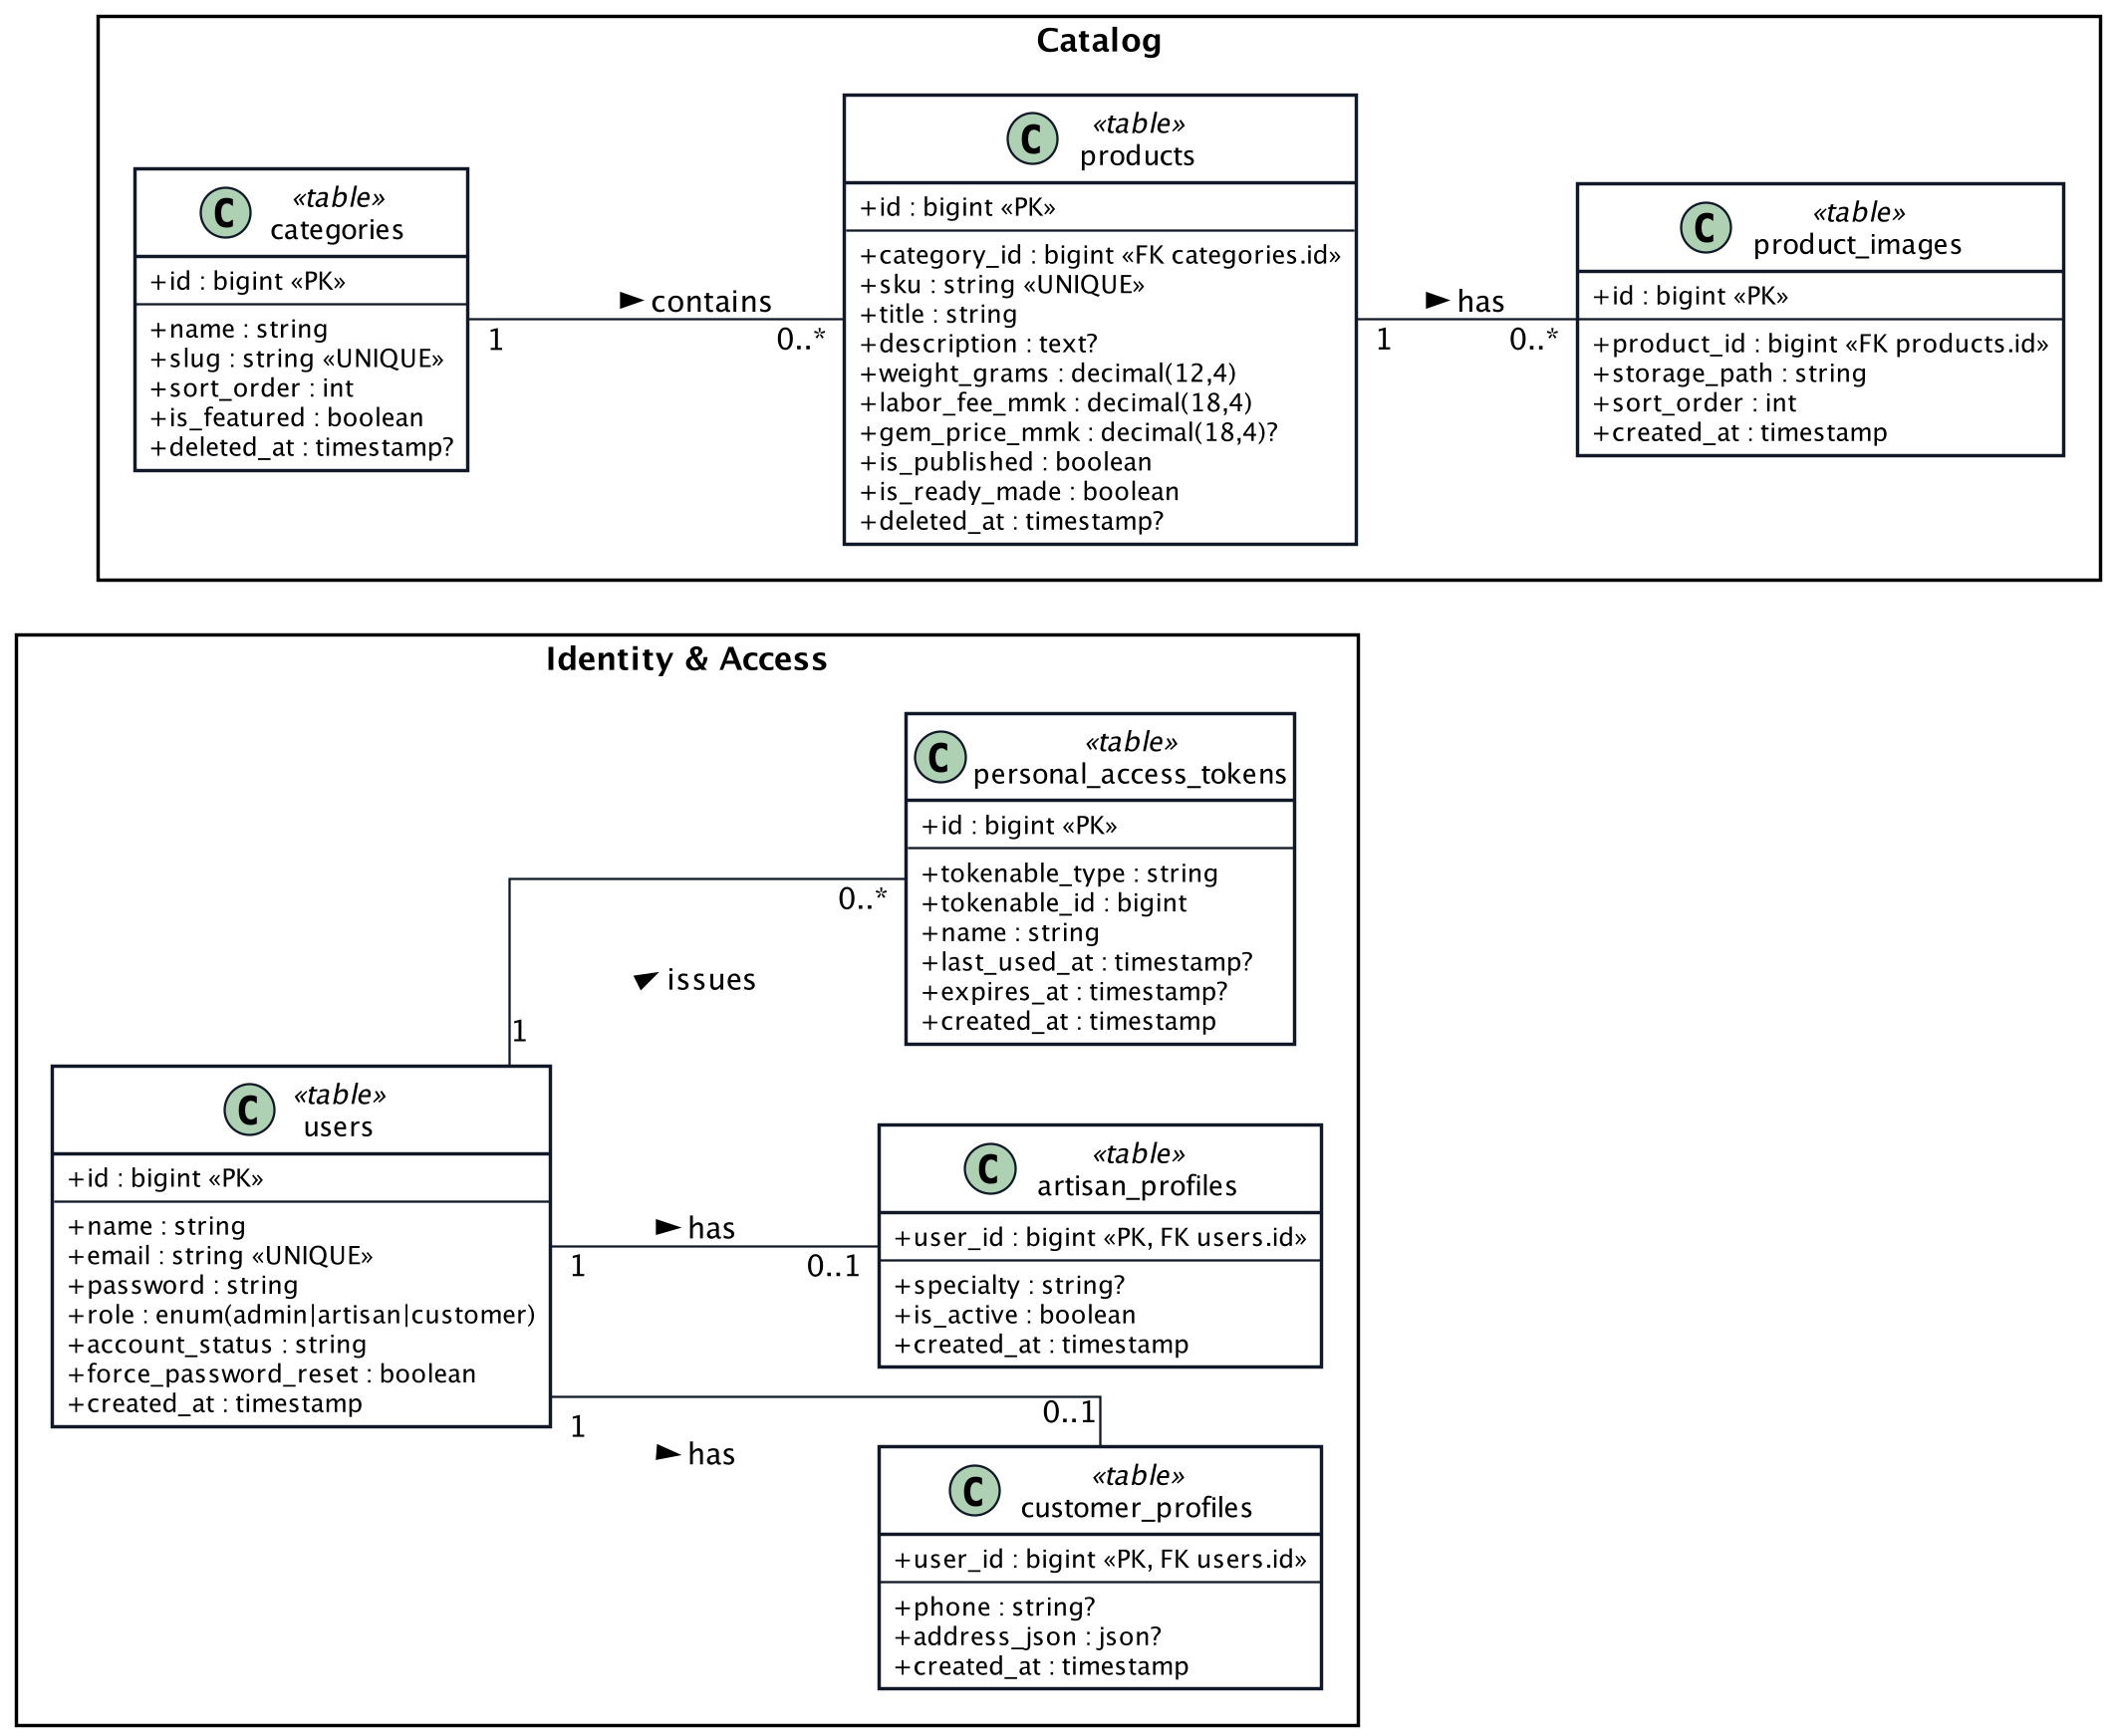 Catalog
«table»
categories
+id : bigint «PK»
+name : string
+slug : string «UNIQUE»
+sort_order : int
+is_featured : boolean
+deleted_at : timestamp?
contains
1
0..*
«table»
products
+id : bigint «PK»
+category_id : bigint «FK categories.id»
+sku : string «UNIQUE»
+title : string
+description : text?
+weight_grams : decimal(12,4)
+labor_fee_mmk : decimal(18,4)
+gem_price_mmk : decimal(18,4)?
+is_published : boolean
+is_ready_made : boolean
+deleted_at : timestamp?
has
1
0..*
«table»
product_images
+id : bigint «PK»
+product_id : bigint «FK products.id»
+storage_path : string
+sort_order : int
+created_at : timestamp
Identity & Access
«table»
personal_access_tokens
+id : bigint «PK»
+tokenable_type : string
+tokenable_id : bigint
+name : string
+last_used_at : timestamp?
+expires_at : timestamp?
+created_at : timestamp
0..*
issues
1
«table»
users
+id : bigint «PK»
+name : string
+email : string «UNIQUE»
+password : string
+role : enum(admin|artisan|customer)
+account_status : string
+force_password_reset : boolean
+created_at : timestamp
has
1
0..1
«table»
artisan_profiles
+user_id : bigint «PK, FK users.id»
+specialty : string?
+is_active : boolean
+created_at : timestamp
1
0..1
has
«table»
customer_profiles
+user_id : bigint «PK, FK users.id»
+phone : string?
+address_json : json?
+created_at : timestamp